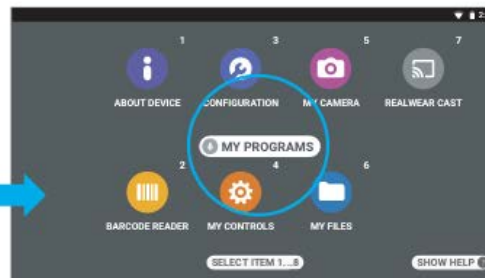 2:
1 3 5 7
ABOUT DEVICE CONFIGURATION MY CAMERA REALWEAR CAST
MY PROGRAMS
2 4 6
BARCODE READER MY CONTROLS MY FILES
SELECT ITEM 1...8 SHOW HELP